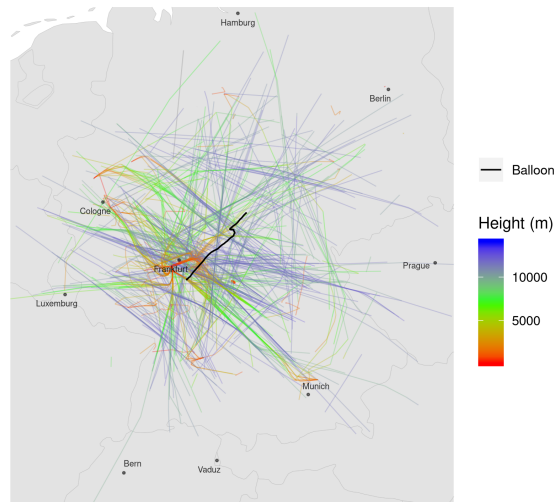 Hamburg
Berlin
Cologne
Frankfurt
Prague
Luxemburg
Munich
Bern
Vaduz
Balloon
Height (m)
10000
5000